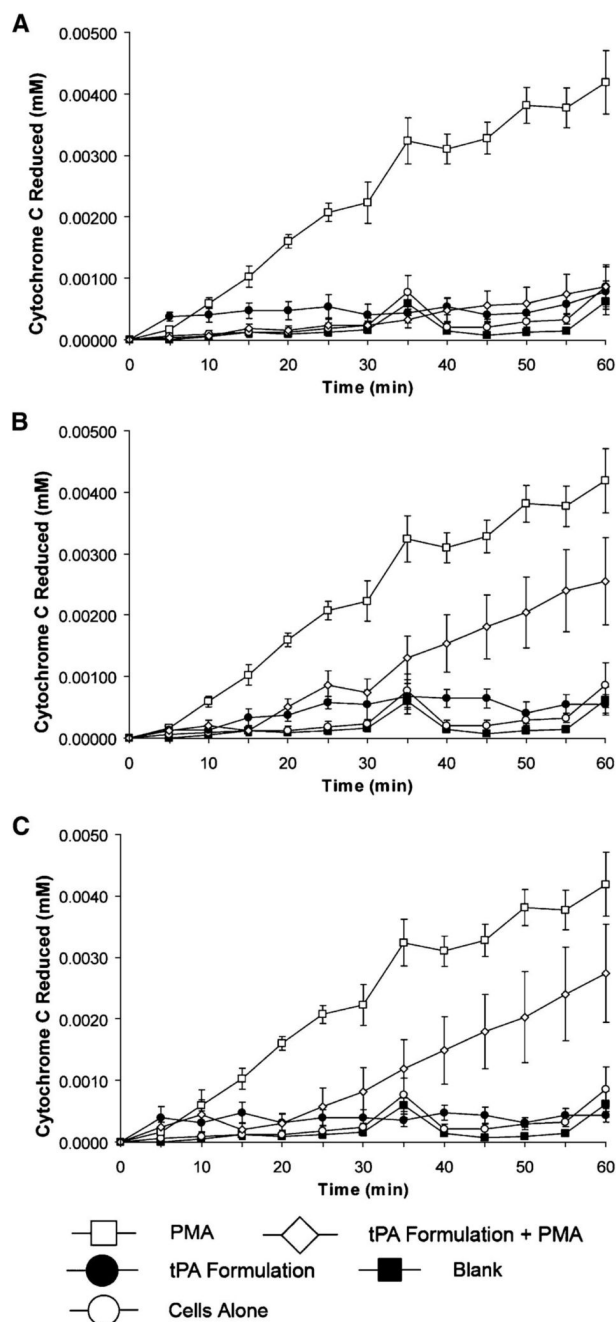 A
Cytochrome C Reduced (mM)
0.00500
0.00400
0.00300
0.00200
0.00100
0.00000
0 10 20 30 40 50 60
Time (min)
B
Cytochrome C Reduced (mM)
0.00500
0.00400
0.00300
0.00200
0.00100
0.00000
0 10 20 30 40 50 60
Time (min)
C
Cytochrome C Reduced (mM)
0.0050
0.0040
0.0030
0.0020
0.0010
0.0000
0 10 20 30 40 50 60
Time (min)
PMA tPA Formulation + PMA
tPA Formulation Blank
Cells Alone